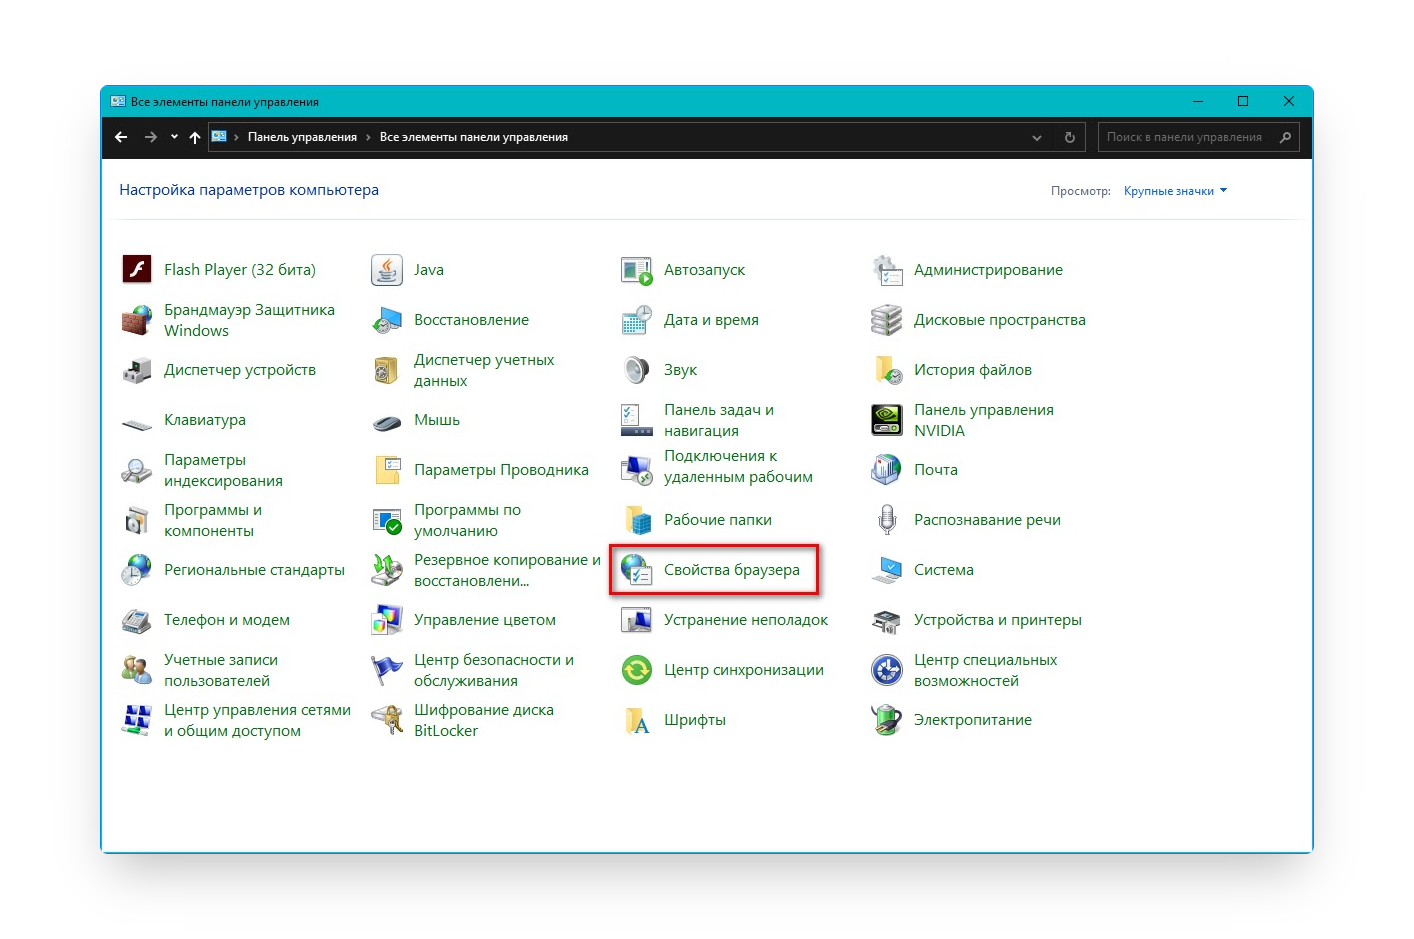 Все элементы панели управления
Панель управления
Все элементы панели управления
Поиск в панели управления
Настройка параметров компьютера
Просмотр:
Крупные значки
Flash Player (32 бита)
Java
Автозапуск
Администрирование
Брандмауэр Защитника
Windows
Восстановление
Дата и время
Дисковые пространства
Диспетчер устройств
Диспетчер учетных
данных
Звук
История файлов
Клавиатура
Мышь
Панель задач и
навигация
Панель управления
NVIDIA
Параметры
индексирования
Параметры Проводника
Подключения к
удаленным рабочим
Почта
Программы и
компоненты
Программы по
умолчанию
Рабочие папки
Распознавание речи
Региональные стандарты
Резервное копирование и
восстановлени...
Свойства браузера
Система
Телефон и модем
Управление цветом
Устранение неполадок
Устройства и принтеры
Учетные записи
пользователей
Центр безопасности и
обслуживания
Центр синхронизации
Центр специальных
возможностей
Центр управления сетями
и общим доступом
Шифрование диска
BitLocker
Шрифты
Электропитание